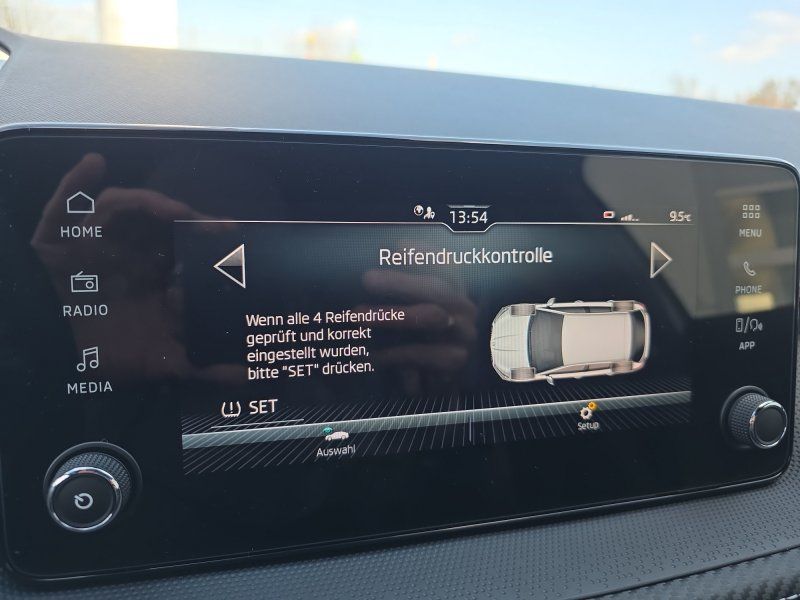 13:54
9.5°C
HOME
RADIO
MEDIA
Reifendruckkontrolle
Wenn alle 4 Reifendrücke
geprüft und korrekt
eingestellt wurden,
bitte "SET" drücken.
SET
Auswahl
Setup
MENU
PHONE
APP